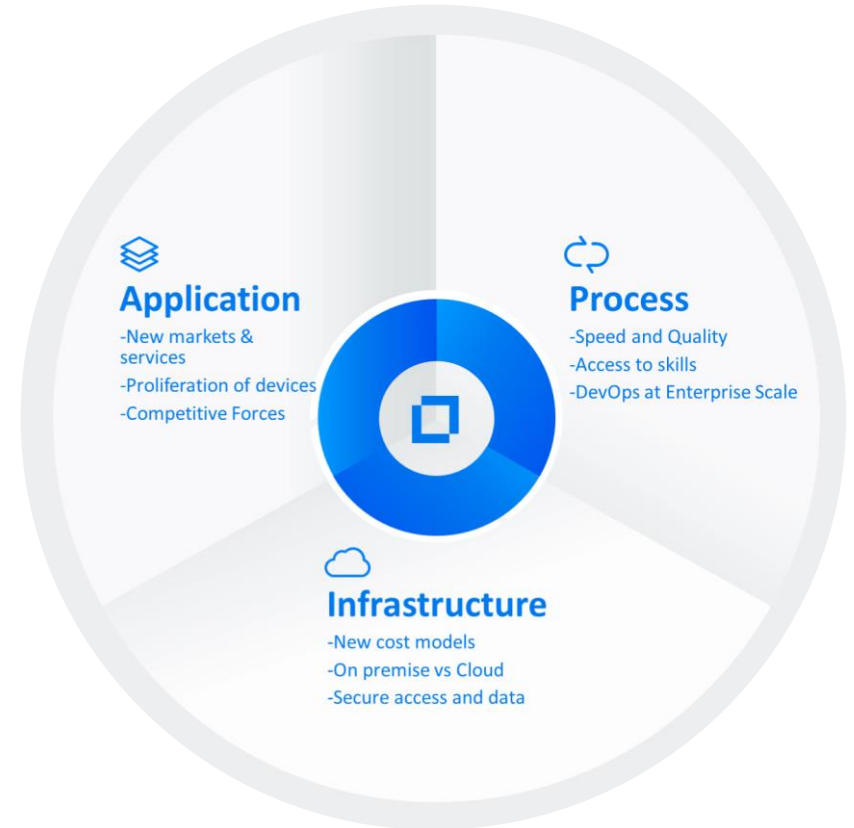 Application
-New markets &
services
-Proliferation of devices
-Competitive Forces
Process
-Speed and Quality
-Access to skills
-DevOps at Enterprise Scale
Infrastructure
-New cost models
-On premise vs Cloud
-Secure access and data